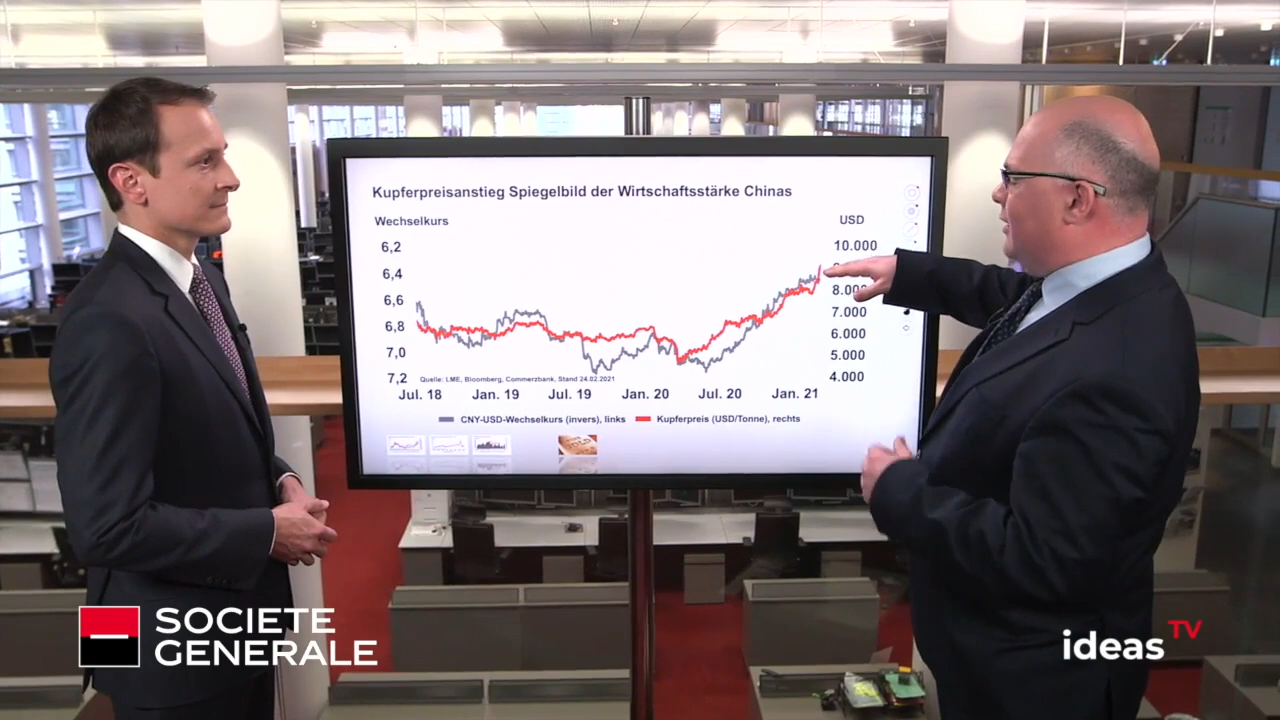 Kupferpreisanstieg Spiegelbild der Wirtschaftsstärke Chinas
Wechselkurs
USD
6,2
6,4
6,6
6,8
7,0
7,2
10.000
8.000
7.000
6.000
5.000
4.000
Quelle: LME, Bloomberg, Commerzbank, Stand 24.02.2021
Jul. 18
Jan. 19
Jul. 19
Jan. 20
Jul. 20
Jan. 21
CNY-USD-Wechselkurs (invers), links
Kupferpreis (USD/Tonne), rechts
SOCIETE
GENERALE
ideasTV